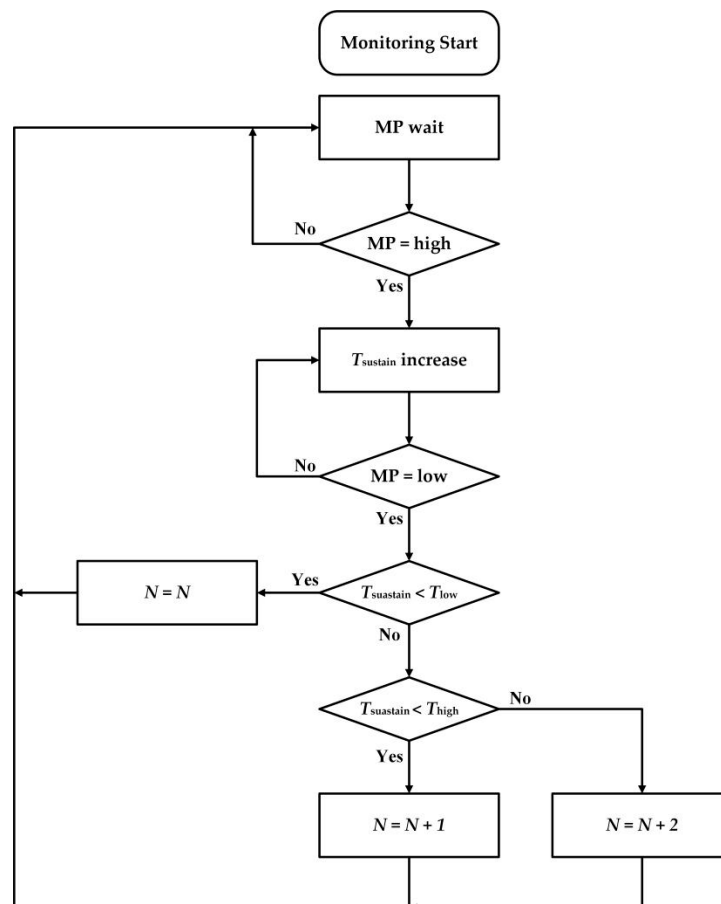 Monitoring Start
MP wait
No
MP = high
Yes
Tsustain increase
No
MP = low
Yes
N = N
Yes
Tsuastain < Tlow
No
Tsuastain < Thigh
No
Yes
N = N + 1
N = N + 2